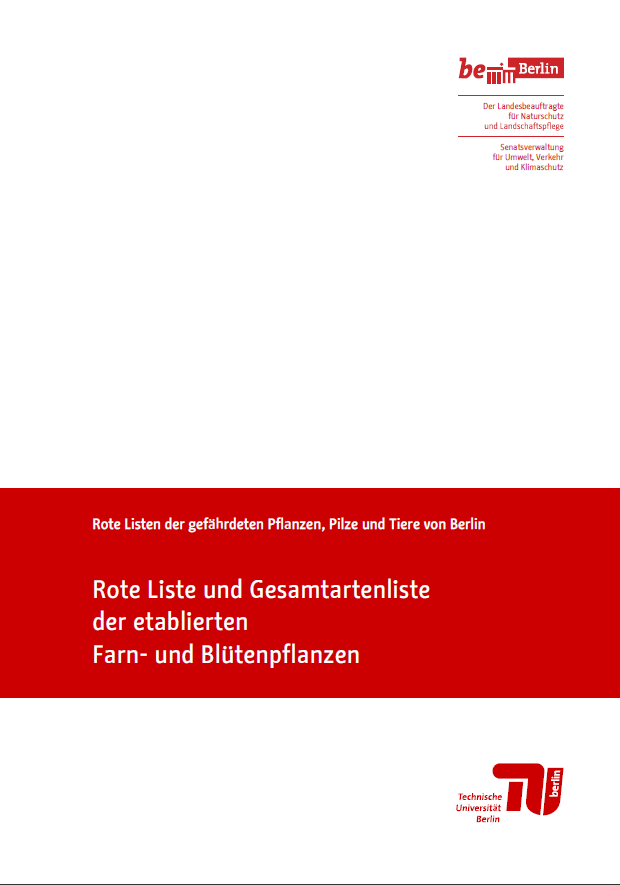 be Berlin
Der Landesbeauftragte
für Naturschutz
und Landschaftspflege
Senatsverwaltung
für Umwelt, Verkehr
und Klimaschutz
Rote Listen der gefährdeten Pflanzen, Pilze und Tiere von Berlin
Rote Liste und Gesamtartenliste
der etablierten
Farn- und Blütenpflanzen
Technische
Universität
Berlin
berlin